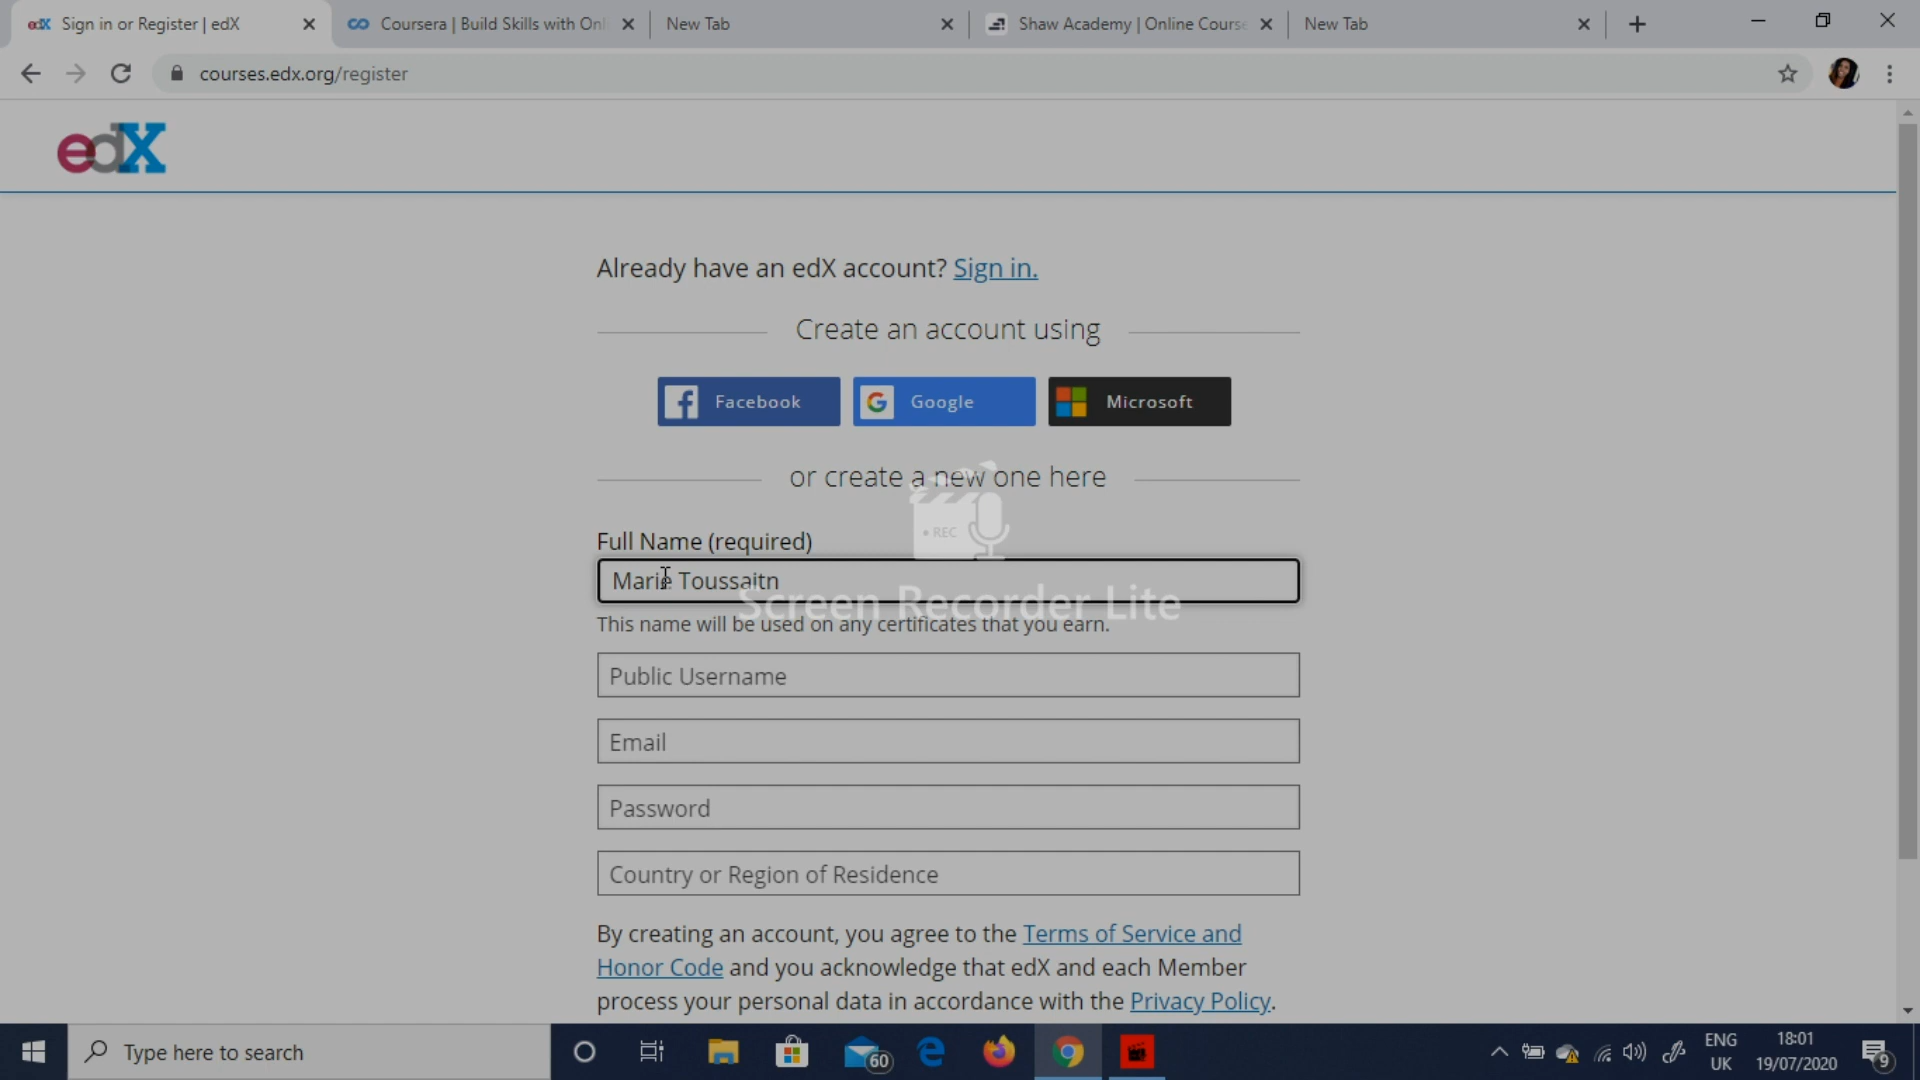 edX Sign in or Register | edX
Coursera | Build Skills with Onl
New Tab
Shaw Academy | Online Course
New Tab
courses.edx.org/register
edX
Already have an edX account? Sign in.
Create an account using
Facebook
Google
Microsoft
or create a new one here
• REC
Full Name (required)
Marie Toussaitn
Screen Recorder Lite
This name will be used on any certificates that you earn.
Public Username
Email
Password
Country or Region of Residence
By creating an account, you agree to the Terms of Service and
Honor Code and you acknowledge that edX and each Member
process your personal data in accordance with the Privacy Policy.
Type here to search
60
ENG
UK
18:01
19/07/2020
9